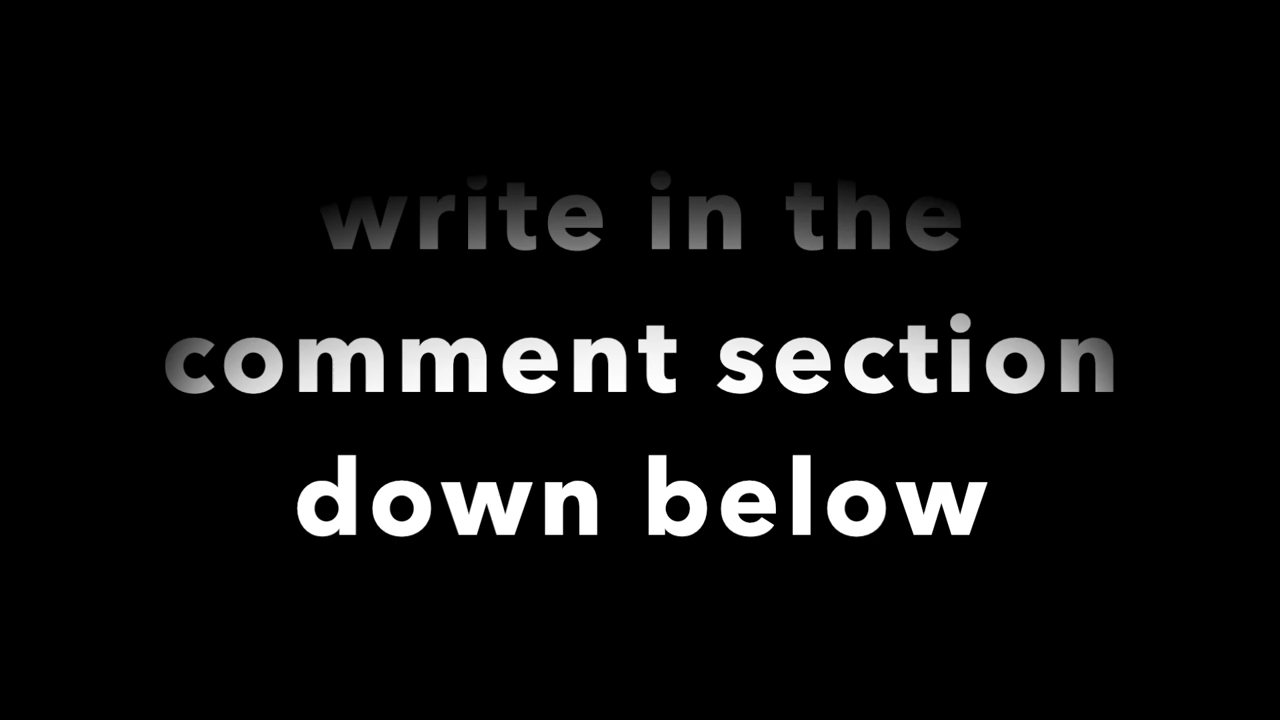 write in the
comment section
down below